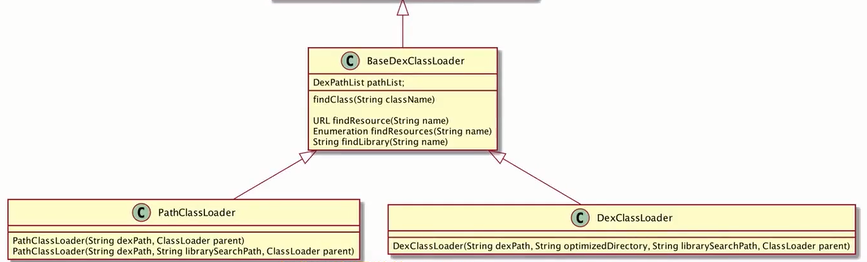 C BaseDexClassLoader
DexPathList pathList;
findClass(String className)
URL findResource(String name)
Enumeration findResources(String name)
String findLibrary(String name)
C PathClassLoader
PathClassLoader(String dexPath, ClassLoader parent)
PathClassLoader(String dexPath, String librarySearchPath, ClassLoader parent)
C DexClassLoader
DexClassLoader(String dexPath, String optimizedDirectory, String librarySearchPath, ClassLoader parent)